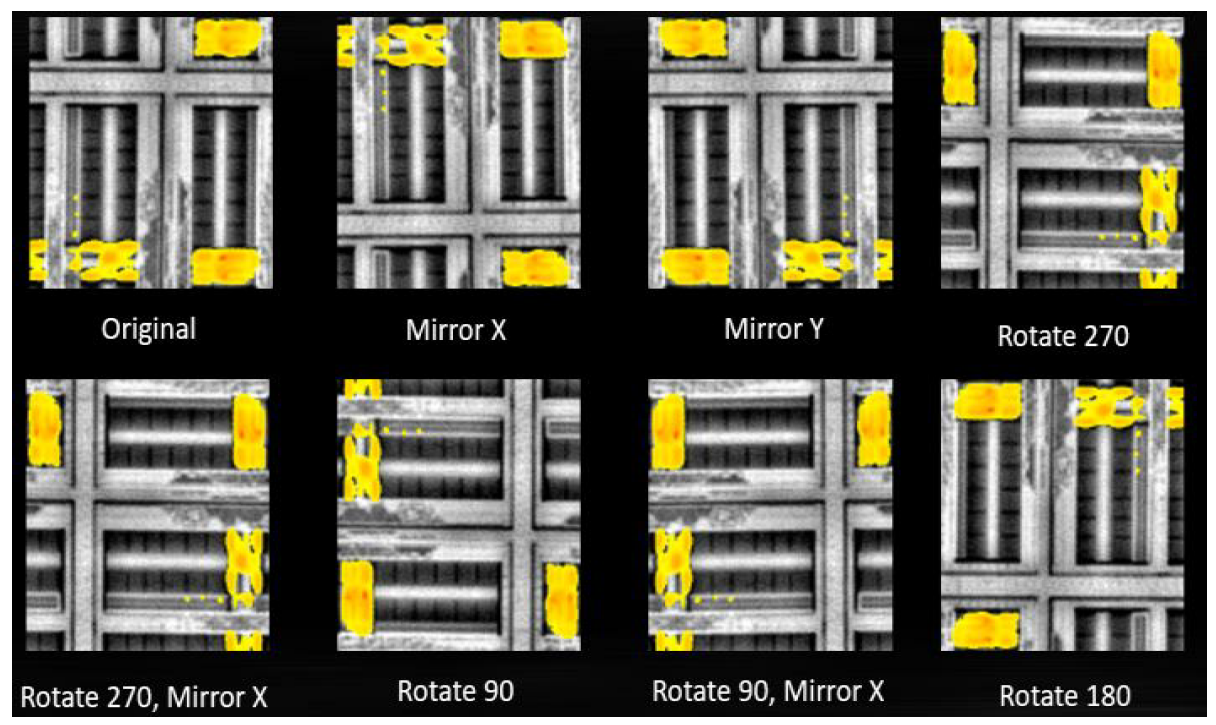 Original
Mirror X
Mirror Y
Rotate 270
Rotate 270, Mirror X
Rotate 90
Rotate 90, Mirror X
Rotate 180